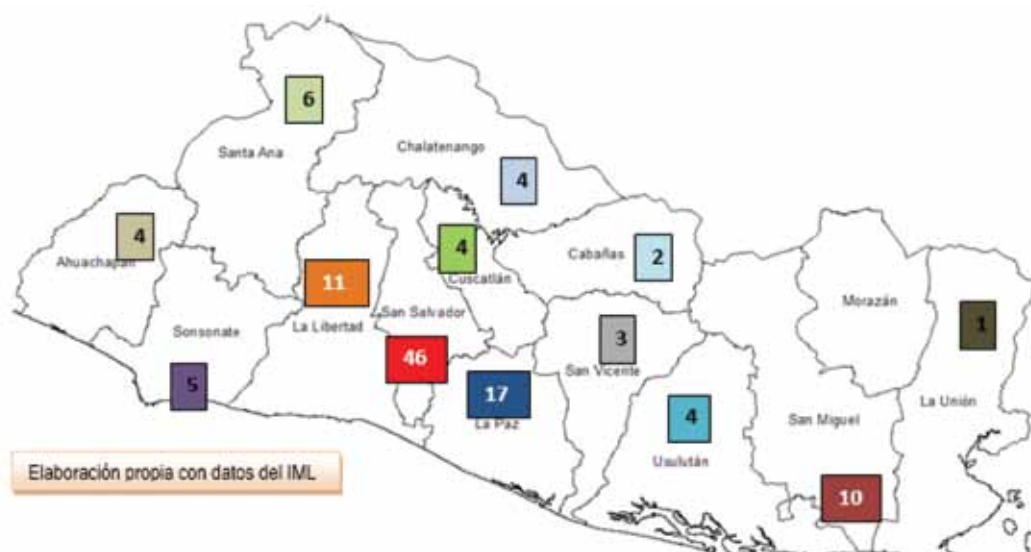 6
Santa Ana
Chalatenango
4
4
Ahuachapán
4
Cuscatlán
2
Cabañas
11
La Libertad
San Salvador
Sonsonate
Morazán
1
3
San Vicente
46
5
17
La Paz
4
Usulután
San Miguel
La Unión
10
Elaboración propia con datos del IML